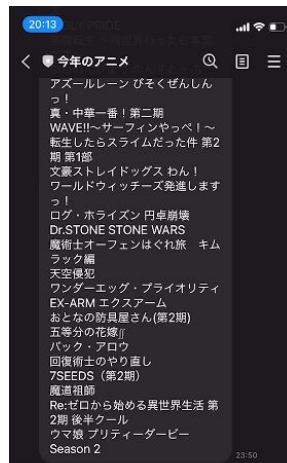 20:13
今年のアニメ
アズールレーン びそくぜんしん
っ!
真・中華一番!第二期
WAVE!!~サーフィンやっぺ!~
転生したらスライムだった件 第2
期 第1部
文豪ストレイドッグス わん!
ワールドウィッチーズ発進します
っ!
ログ・ホライズン 円卓崩壊
Dr.STONE STONE WARS
魔術士オーフェンはぐれ旅 キム
ラック編
天空侵犯
ワンダーエッグ・プライオリティ
EX-ARM エクスアーム
おとなの防具屋さん(第2期)
五等分の花嫁∬
バック・アロウ
回復術士のやり直し
7SEEDS(第2期)
魔道祖師
Re:ゼロから始める異世界生活 第
2期 後半クール
ウマ娘 プリティーダービー
Season 2
23:50